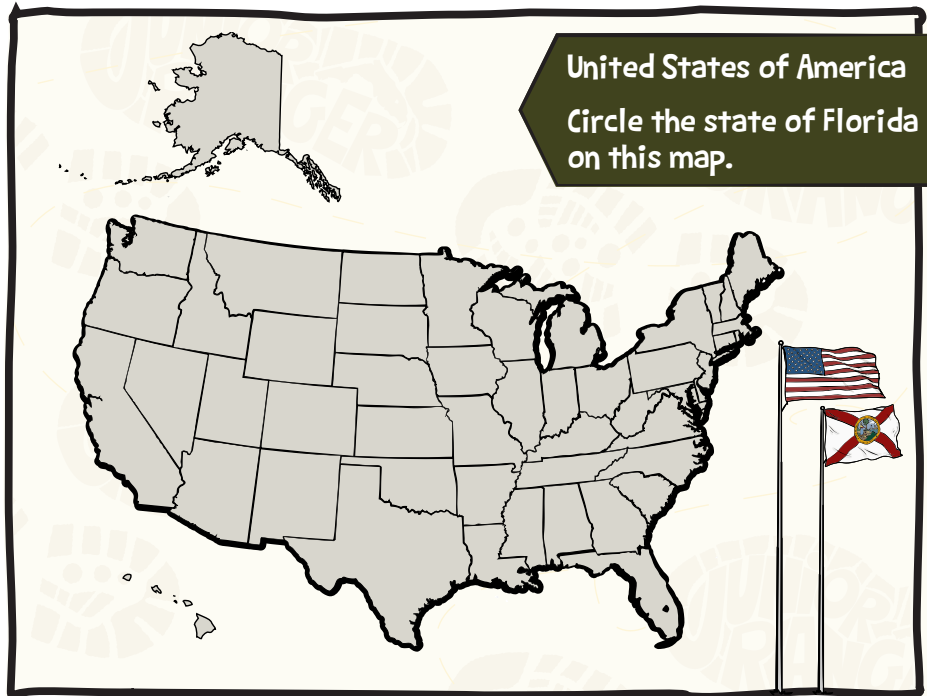 United States of America
Circle the state of Florida
on this map.